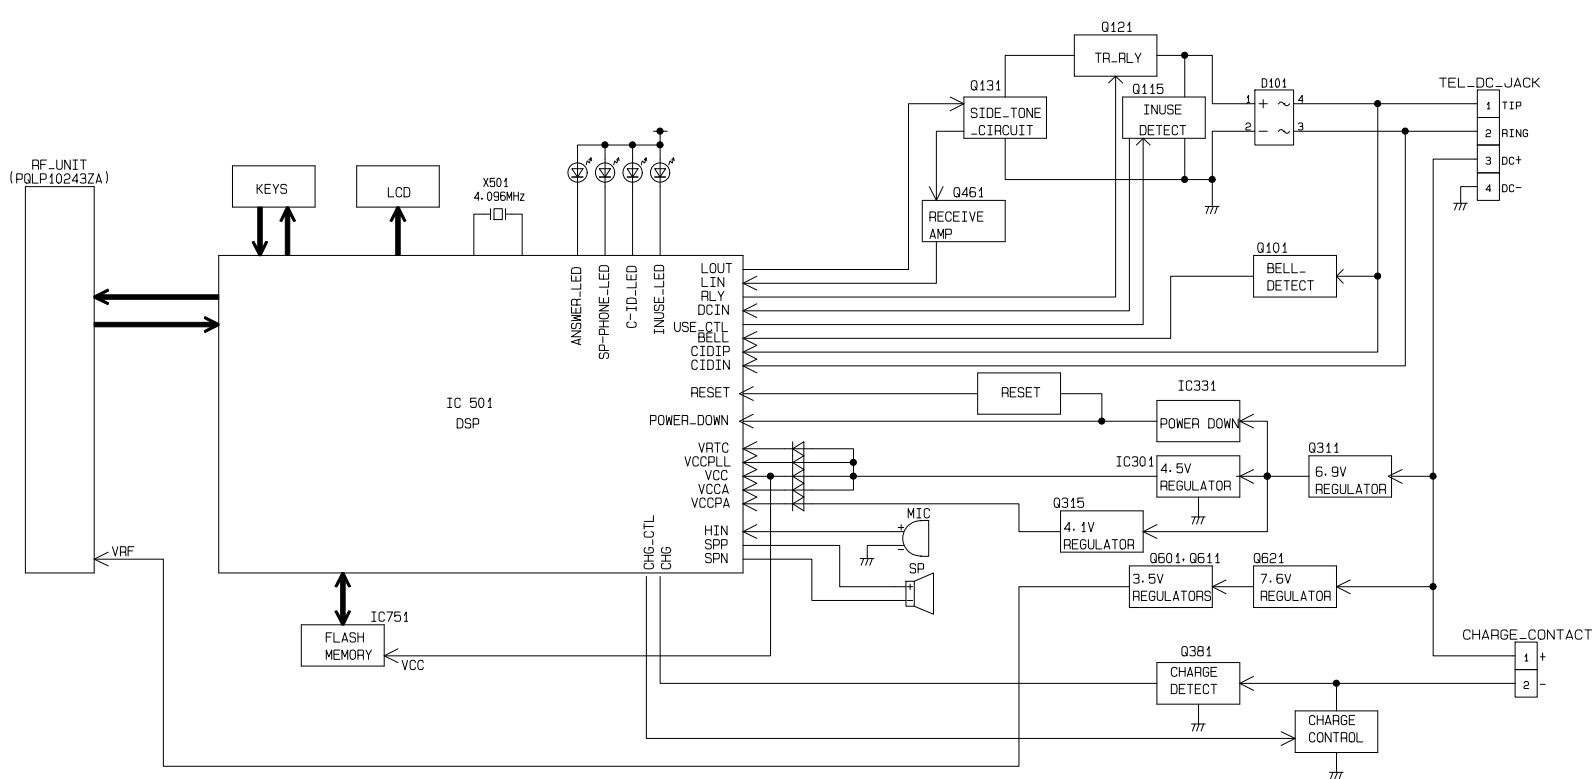 Q121
TR_RLY
Q131
SIDE_TONE
_CIRCUIT
Q115
INUSE
DETECT
D101
1
+
~
4
2
-
~
3
TEL_DC_JACK
1 TIP
2 RING
3 DC+
4 DC-
RF_UNIT
(PQLP10243ZA)
KEYS
LCD
X501
4.096MHz
Q461
RECEIVE
AMP
Q101
BELL_
DETECT
ANSWER_LED
SP-PHONE_LED
C-ID_LED
INUSE_LED
LOUT
LIN
RLY
DCIN
USE_CTL
BELL
CIDIP
CIDIN
RESET
POWER_DOWN
VRTC
VCCPLL
VCC
VCCA
VCCPA
HIN
SPP
SPN
IC 501
DSP
RESET
IC331
POWER DOWN
IC301
4.5V
REGULATOR
Q311
6.9V
REGULATOR
Q315
4.1V
REGULATOR
MIC
+
-
SP
+
-
Q601,Q611
3.5V
REGULATORS
Q621
7.6V
REGULATOR
CHG_CTL
CHG
VRF
IC751
FLASH
MEMORY
VCC
Q381
CHARGE
DETECT
CHARGE_CONTACT
1 +
2 -
CHARGE
CONTROL